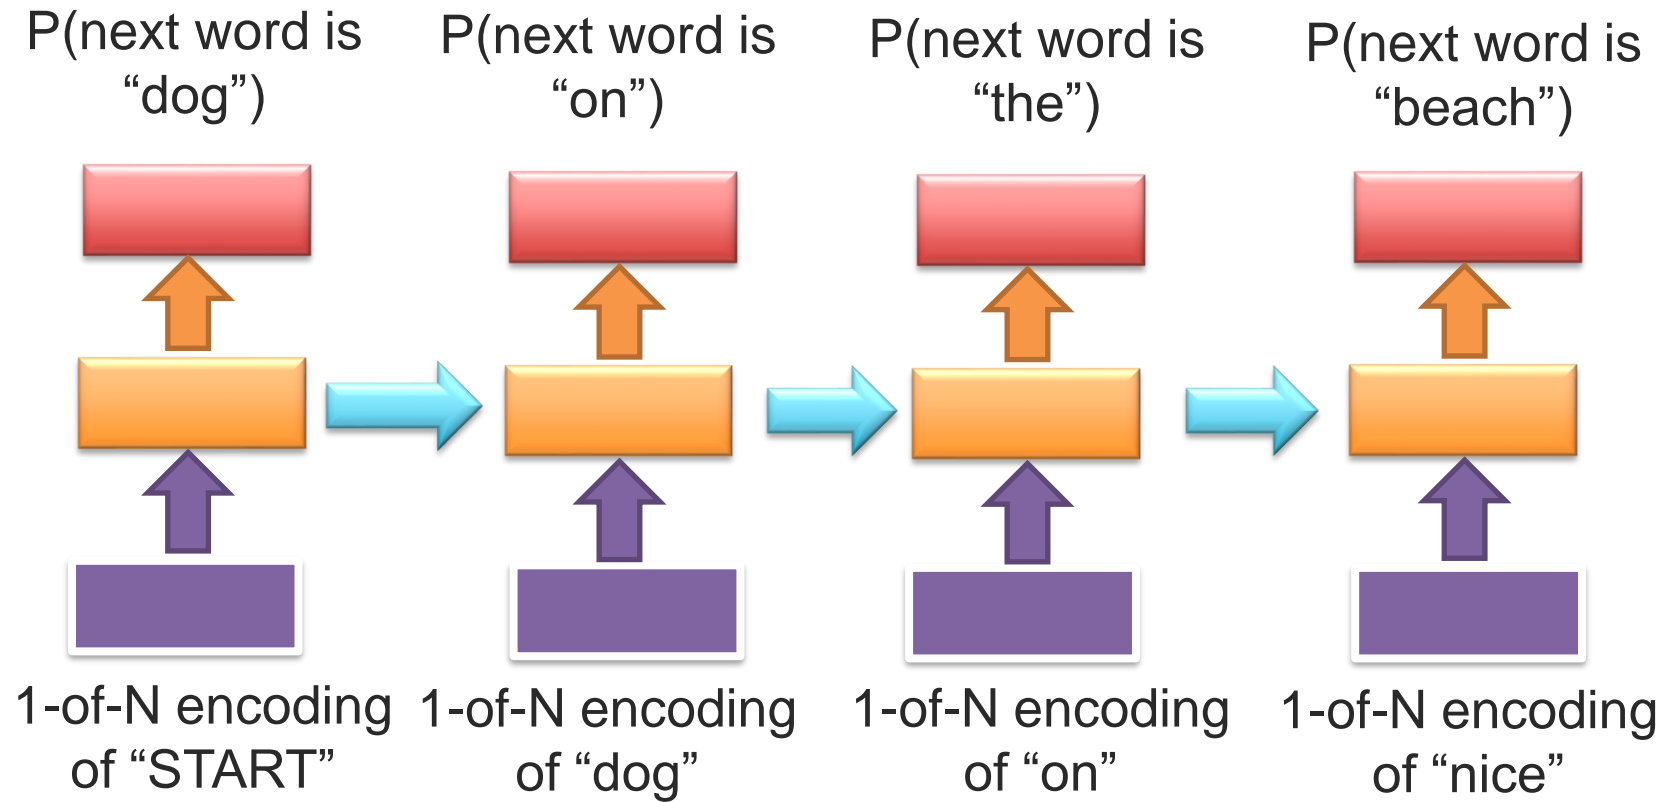 P(next word is
“dog”)
P(next word is
“on”)
P(next word is
“the”)
P(next word is
“beach”)
1-of-N encoding
of “START”
1-of-N encoding
of “dog”
1-of-N encoding
of “on”
1-of-N encoding
of “nice”